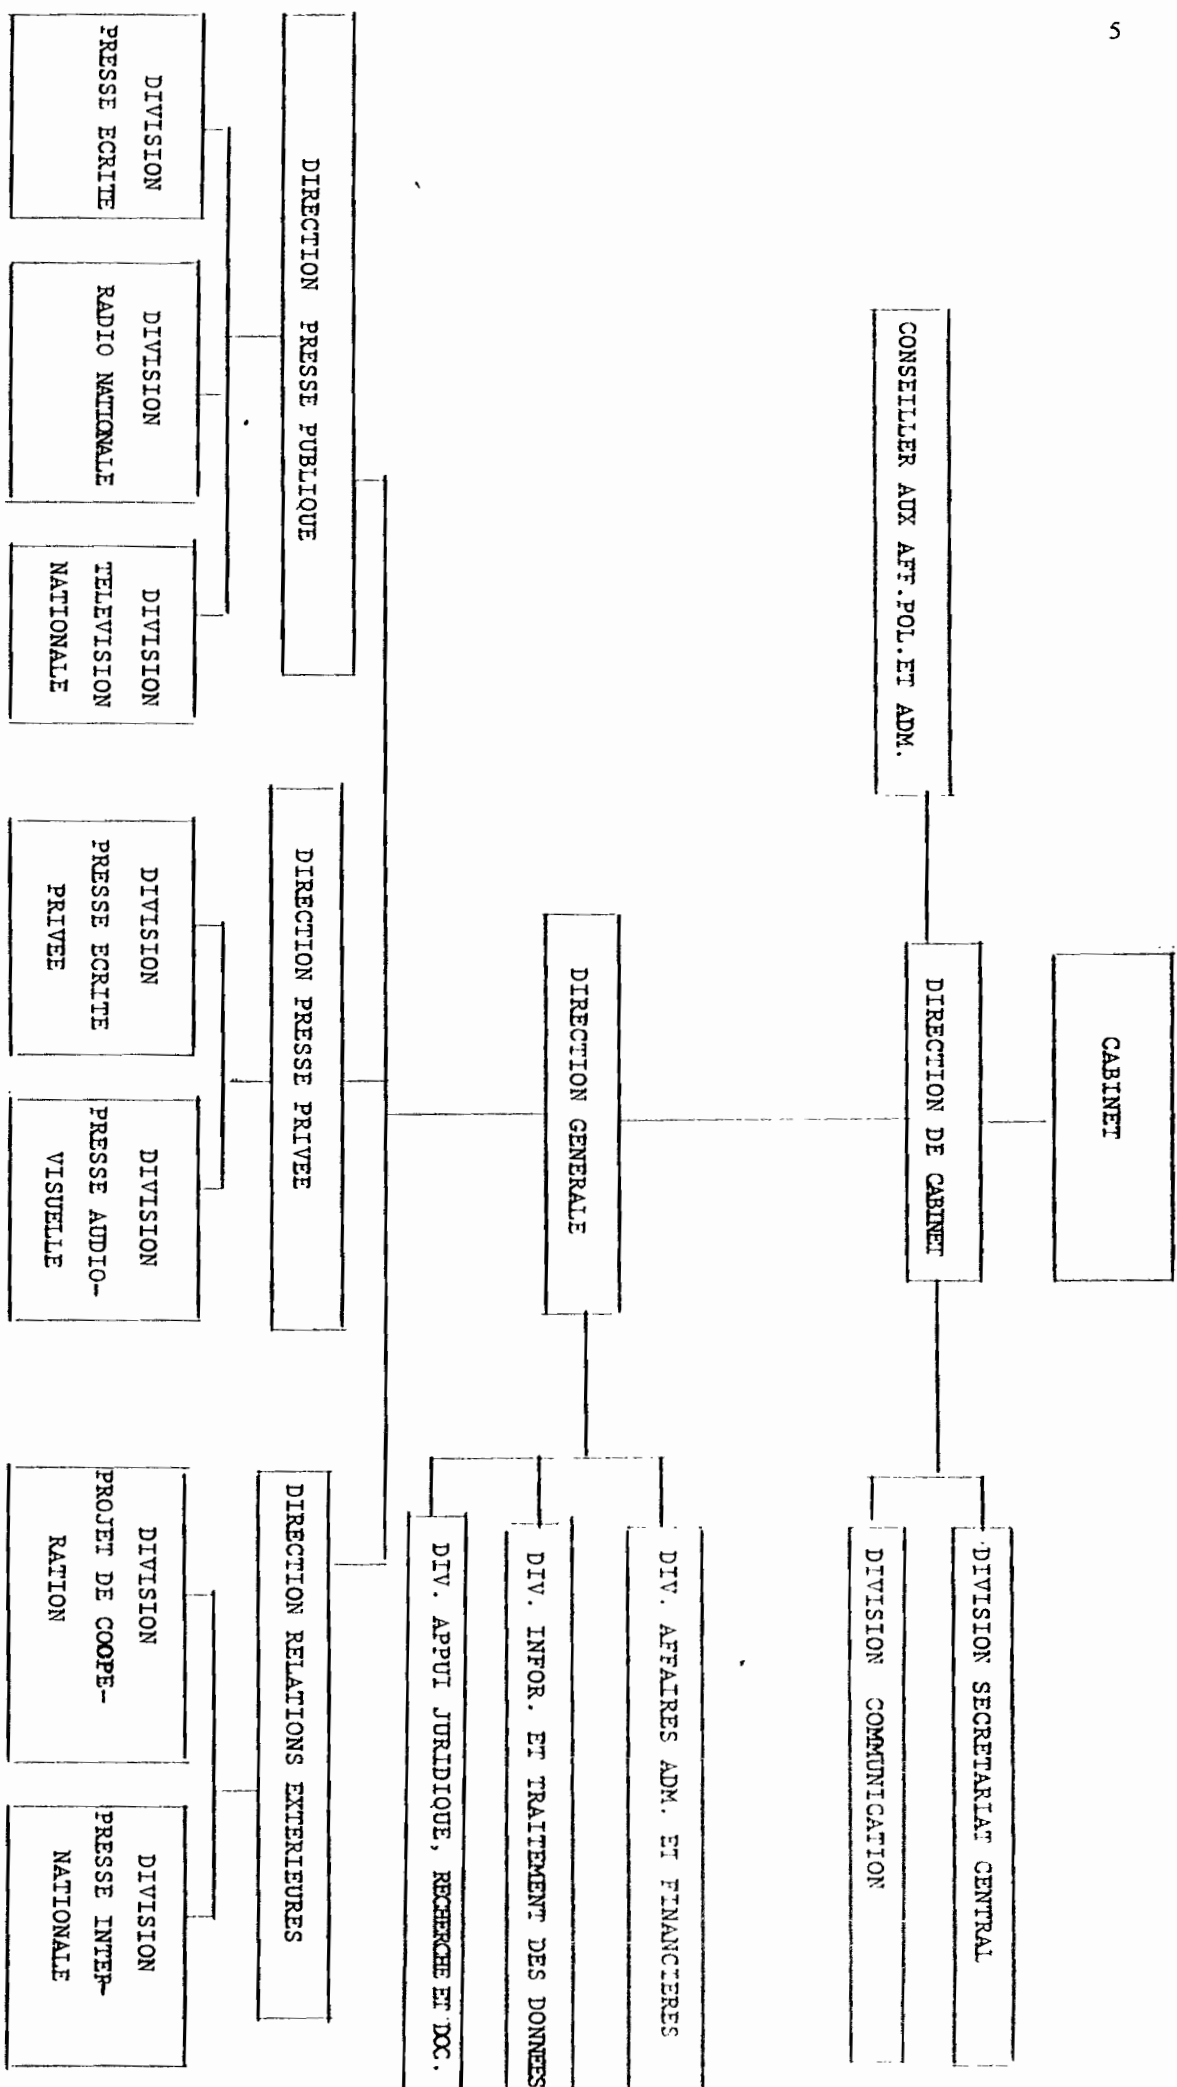 5
CABINET
DIRECTION DE CABINET
CONSEILLER AUX AFF.POL.ET ADM.
DIVISION SECRETARIAT CENTRAL
DIVISION COMMUNICATION
DIRECTION GENERALE
DIV. AFFAIRES ADM. ET FINANCIERES
DIV. INFOR. ET TRAITEMENT DES DONNEES
DIV. APPUI JURIDIQUE, RECHERCHE ET DOC.
DIRECTION PRESSE PUBLIQUE
DIRECTION PRESSE PRIVEE
DIRECTION RELATIONS EXTERIEURES
DIVISION
PRESSE ECRITE
DIVISION
RADIO NATIONALE
DIVISION
TELEVISION
NATIONALE
DIVISION
PRESSE ECRITE
PRIVEE
DIVISION
PRESSE AUDIO-
VISUELLE
DIVISION
PROJET DE COOPE-
RATION
DIVISION
PRESSE INTER-
NATIONALE